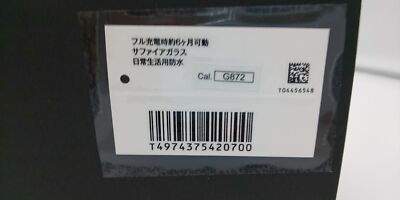 フル充電時約6ヶ月可動
サファイアガラス
日常生活用防水
Cal. G872
T04456548
T4974375420700